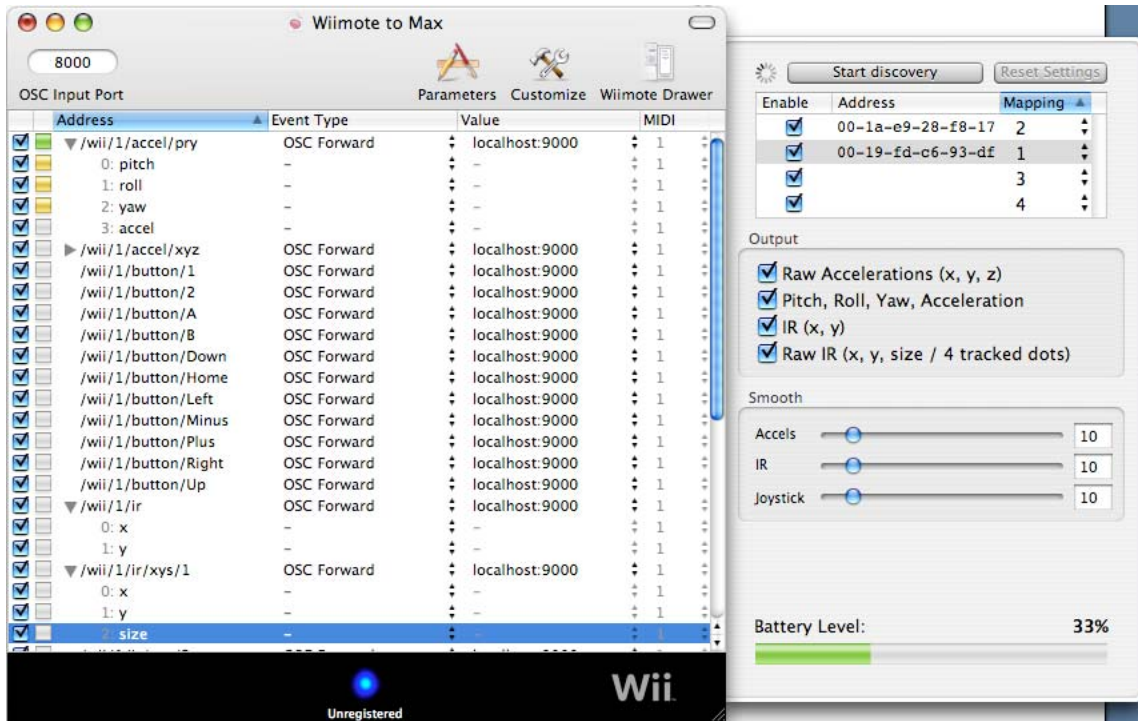 Wiimote to Max
8000
OSC Input Port
Parameters Customize Wiimote Drawer
Address Event Type Value MIDI
/wii/1/accel/pry OSC Forward localhost:9000 1
0: pitch – – 1
1: roll – – 1
2: yaw – – 1
3: accel – – 1
/wii/1/accel/xyz OSC Forward localhost:9000 1
/wii/1/button/1 OSC Forward localhost:9000 1
/wii/1/button/2 OSC Forward localhost:9000 1
/wii/1/button/A OSC Forward localhost:9000 1
/wii/1/button/B OSC Forward localhost:9000 1
/wii/1/button/Down OSC Forward localhost:9000 1
/wii/1/button/Home OSC Forward localhost:9000 1
/wii/1/button/Left OSC Forward localhost:9000 1
/wii/1/button/Minus OSC Forward localhost:9000 1
/wii/1/button/Plus OSC Forward localhost:9000 1
/wii/1/button/Right OSC Forward localhost:9000 1
/wii/1/button/Up OSC Forward localhost:9000 1
/wii/1/ir OSC Forward localhost:9000 1
0: x – – 1
1: y – – 1
/wii/1/ir/xys/1 OSC Forward localhost:9000 1
0: x – – 1
1: y – – 1
2: size – – 1
Unregistered
Wii
Start discovery Reset Settings
Enable Address Mapping
00-1a-e9-28-f8-17 2
00-19-fd-c6-93-df 1
3
4
Output
Raw Accelerations (x, y, z)
Pitch, Roll, Yaw, Acceleration
IR (x, y)
Raw IR (x, y, size / 4 tracked dots)
Smooth
Accels 10
IR 10
Joystick 10
Battery Level: 33%